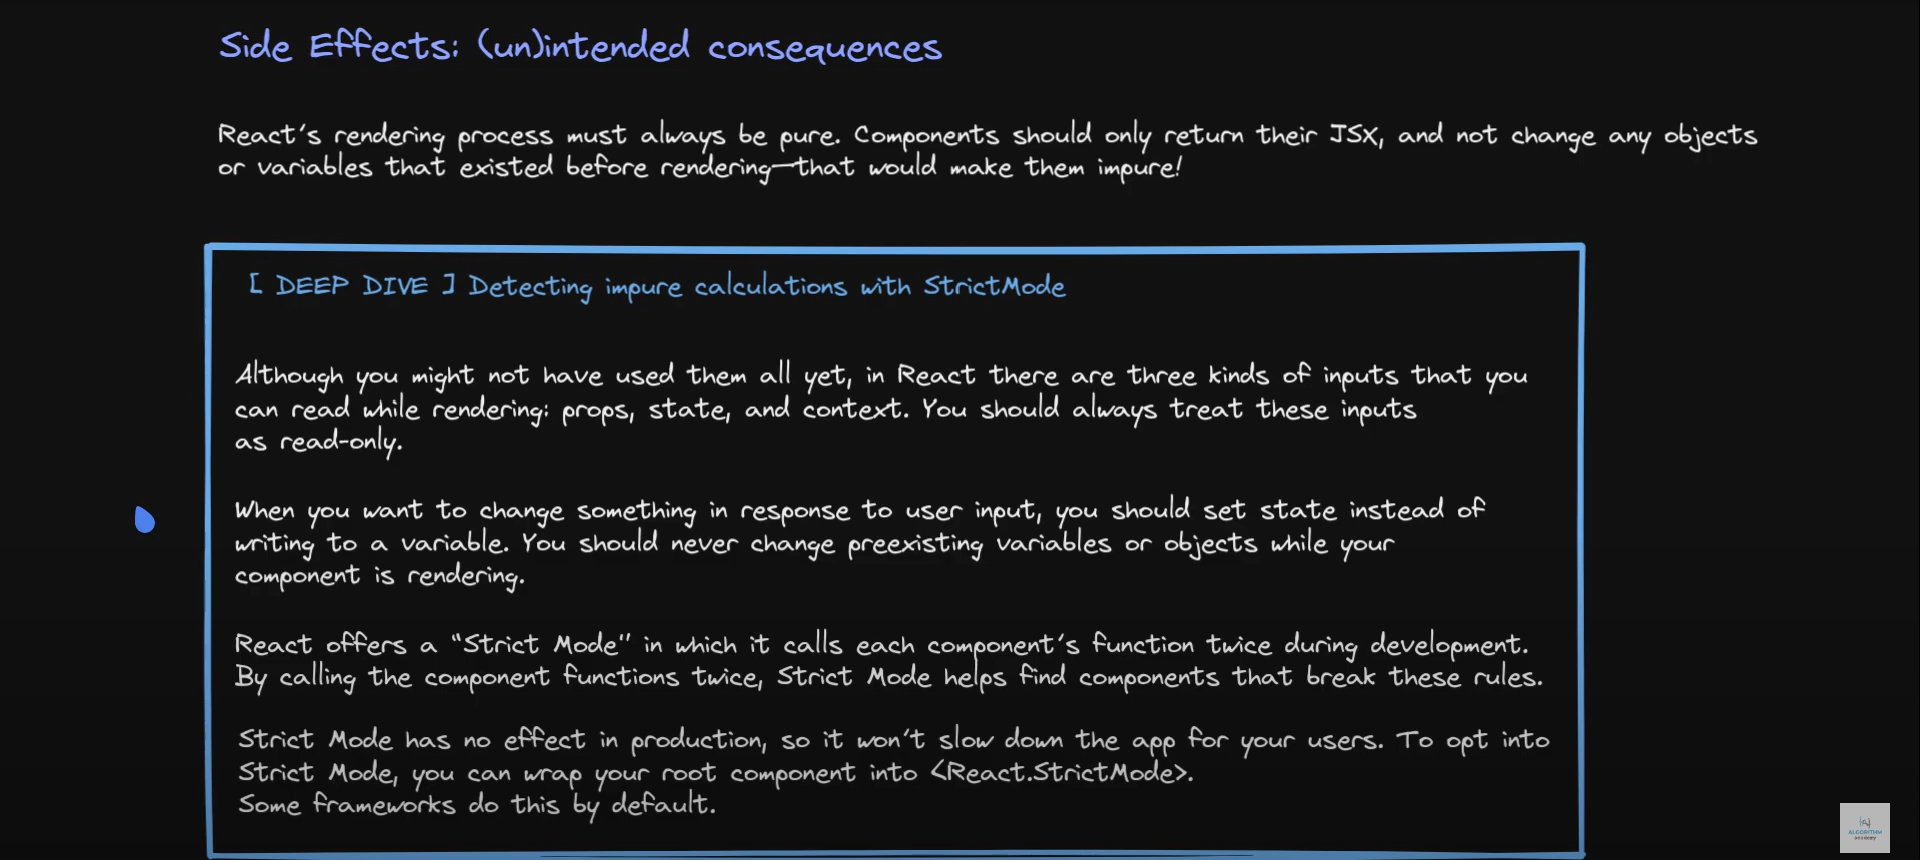 Side Effects: (un)intended consequences
React's rendering process must always be pure. Components should only return their JSX, and not change any objects
or variables that existed before rendering—that would make them impure!
[ DEEP DIVE ] Detecting impure calculations with StrictMode
Although you might not have used them all yet, in React there are three kinds of inputs that you
can read while rendering: props, state, and context. You should always treat these inputs
as read-only.
When you want to change something in response to user input, you should set state instead of
writing to a variable. You should never change preexisting variables or objects while your
component is rendering.
React offers a "Strict Mode" in which it calls each component's function twice during development.
By calling the component functions twice, Strict Mode helps find components that break these rules.
Strict Mode has no effect in production, so it won't slow down the app for your users. To opt into
Strict Mode, you can wrap your root component into <React.StrictMode>.
Some frameworks do this by default.
ALGORITHM